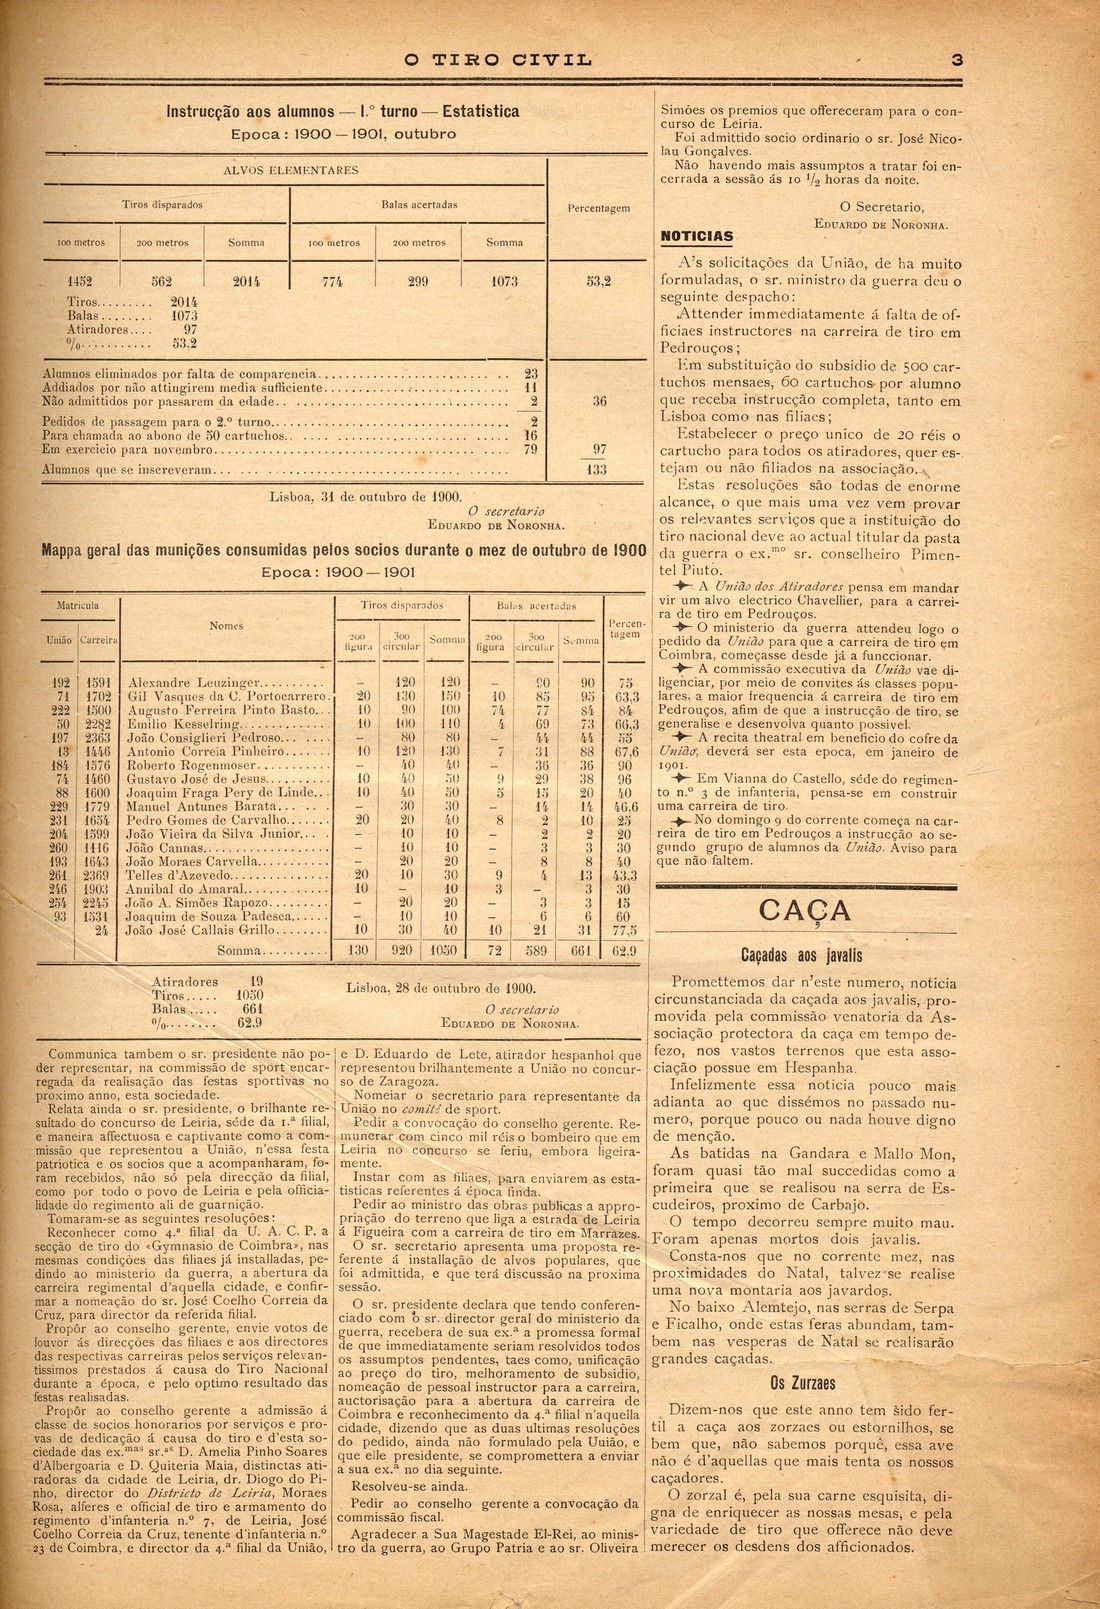 O TIRO CIVIL
3
Instrucção aos alumnos — I.º turno — Estatistica
Epoca: 1900 — 1901, outubro
ALVOS ELEMENTARES
Tiros disparados Balas acertadas Percentagem
100 metros 200 metros Somma 100 metros 200 metros Somma
1452 562 2014 774 299 1073 53,2
Tiros......... 2014
Balas........ 1073
Atiradores.... 97
%........... 53,2
Alumnos eliminados por falta de comparencia........ 23
Addiados por não attingirem media sufficiente........ 11
Não admittidos por passarem da edade........ 2 36
Pedidos de passagem para o 2.º turno........ 2
Para chamada ao abono de 50 cartuchos........ 16
Em exercicio para novembro........ 79 97
Alumnos que se inscreveram........ 133
Lisboa, 31 de outubro de 1900.
O secretario
EDUARDO DE NORONHA.
Mappa geral das munições consumidas pelos socios durante o mez de outubro de 1900
Epoca: 1900 — 1901
Matricula Nomes Tiros disparados Balas acertadas Percentagem
União Carreira 200 figura 300 circular Somma 200 figura 300 circular Somma
192 1591 Alexandre Leuzinger........ – 120 120 – 90 90 75
71 1702 Gil Vasques da C. Portocarrero. 20 130 150 10 85 95 63,3
222 1500 Augusto Ferreira Pinto Basto... 10 90 100 74 77 84 84
50 2282 Emilio Kesselring........ 10 100 110 4 69 73 66,3
197 2363 João Consiglieri Pedroso........ – 80 80 – 44 44 55
13 1446 Antonio Correia Pinheiro....... 10 120 130 7 31 88 67,6
184 1576 Roberto Rogenmoser........ – 40 40 – 36 36 90
74 1460 Gustavo José de Jesus......... 10 40 50 9 29 38 96
88 1600 Joaquim Fraga Pery de Linde... 10 40 50 5 15 20 40
229 1779 Manuel Antunes Barata........ – 30 30 – 14 14 46,6
231 1654 Pedro Gomes de Carvalho....... 20 20 40 8 2 10 25
204 1599 João Vieira da Silva Junior.... – 10 10 – 2 2 20
260 1116 João Cannas........ – 10 10 – 3 3 30
193 1643 João Moraes Carvella........ – 20 20 – 8 8 40
261 2369 Telles d'Azevedo........ 20 10 30 9 4 13 43,3
246 1903 Annibal do Amaral........ 10 – 10 3 – 3 30
254 2245 João A. Simões Rapozo........ – 20 20 – 3 3 15
93 1531 Joaquim de Souza Padesca...... – 10 10 – 6 6 60
24 João José Callais Grillo........ 10 30 40 10 21 31 77,5
Somma.......... 130 920 1050 72 589 661 62,9
Atiradores 19
Tiros..... 1050
Balas..... 661
%........ 62,9
Lisboa, 28 de outubro de 1900.
O secretario
EDUARDO DE NORONHA.
Communica tambem o sr. presidente não po-
der representar, na commissão de sport encar-
regada da realisação das festas sportivas no
proximo anno, esta sociedade.
Relata ainda o sr. presidente, o brilhante re-
sultado do concurso de Leiria, séde da 1.ª filial,
e maneira affectuosa e captivante como a com-
missão que representou a União, n'essa festa
patriotica e os socios que a acompanharam, fo-
ram recebidos, não só pela direcção da filial,
como por todo o povo de Leiria e pela officia-
lidade do regimento ali de guarnição.
Tomaram-se as seguintes resoluções:
Reconhecer como 4.ª filial da U. A. C. P. a
secção de tiro do «Gymnasio de Coimbra», nas
mesmas condições das filiaes já installadas, pe-
dindo ao ministerio da guerra, a abertura da
carreira regimental d'aquella cidade, e confir-
mar a nomeação do sr. José Coelho Correia da
Cruz, para director da referida filial.
Propôr ao conselho gerente, envie votos de
louvor ás direcções das filiaes e aos directores
das respectivas carreiras pelos serviços relevan-
tissimos prestados á causa do Tiro Nacional
durante a época, e pelo optimo resultado das
festas realisadas.
Propôr ao conselho gerente a admissão á
classe de socios honorarios por serviços e pro-
vas de dedicação á causa do tiro e d'esta so-
ciedade das ex.mas sr.as D. Amelia Pinho Soares
d'Albergoaria e D. Quiteria Maia, distinctas ati-
radoras da cidade de Leiria, dr. Diogo do Pi-
nho, director do Districto de Leiria, Moraes
Rosa, alferes e official de tiro e armamento do
regimento d'infanteria n.º 7, de Leiria, José
Coelho Correia da Cruz, tenente d'infanteria n.º
23 de Coimbra, e director da 4.ª filial da União,
e D. Eduardo de Lete, atirador hespanhol que
representou brilhantemente a União no concur-
so de Zaragoza.
Nomeiar o secretario para representante da
União no comité de sport.
Pedir a convocação do conselho gerente. Re-
munerar com cinco mil réis o bombeiro que em
Leiria no concurso se feriu, embora ligeira-
mente.
Instar com as filiaes, para enviarem as esta-
tisticas referentes á época finda.
Pedir ao ministro das obras publicas a appro-
priação do terreno que liga a estrada de Leiria
á Figueira com a carreira de tiro em Marrazes.
O sr. secretario apresenta uma proposta re-
ferente á installação de alvos populares, que
foi admittida, e que terá discussão na proxima
sessão.
O sr. presidente declara que tendo conferen-
ciado com o sr. director geral do ministerio da
guerra, recebera de sua ex.ª a promessa formal
de que immediatamente seriam resolvidos todos
os assumptos pendentes, taes como, unificação
ao preço do tiro, melhoramento de subsidio,
nomeação de pessoal instructor para a carreira,
auctorisação para a abertura da carreira de
Coimbra e reconhecimento da 4.ª filial n'aquella
cidade, dizendo que as duas ultimas resoluções
do pedido, ainda não formulado pela União, e
que elle presidente, se compromettera a enviar
a sua ex.ª no dia seguinte.
Resolveu-se ainda.
Pedir ao conselho gerente a convocação da
commissão fiscal.
Agradecer a Sua Magestade El-Rei, ao minis-
tro da guerra, ao Grupo Patria e ao sr. Oliveira
Simões os premios que offereceram para o con-
curso de Leiria.
Foi admittido socio ordinario o sr. José Nico-
lau Gonçalves.
Não havendo mais assumptos a tratar foi en-
cerrada a sessão ás 10 1/2 horas da noite.
O Secretario,
EDUARDO DE NORONHA.
NOTICIAS
A's solicitações da União, de ha muito
formuladas, o sr. ministro da guerra deu o
seguinte despacho:
Attender immediatamente á falta de of-
ficiaes instructores na carreira de tiro em
Pedrouços;
Em substituição do subsidio de 500 car-
tuchos mensaes, 60 cartuchos por alumno
que receba instrucção completa, tanto em
Lisboa como nas filiaes;
Estabelecer o preço unico de 20 réis o
cartucho para todos os atiradores, quer es-
tejam ou não filiados na associação.
Estas resoluções são todas de enorme
alcance, o que mais uma vez vem provar
os relevantes serviços que a instituição do
tiro nacional deve ao actual titular da pasta
da guerra o ex.mo sr. conselheiro Pimen-
tel Pinto.
A União dos Atiradores pensa em mandar
vir um alvo electrico Chavellier, para a carrei-
ra de tiro em Pedrouços.
O ministerio da guerra attendeu logo o
pedido da União para que a carreira de tiro em
Coimbra, começasse desde já a funccionar.
A commissão executiva da União vae di-
ligenciar, por meio de convites ás classes popu-
lares, a maior frequencia á carreira de tiro em
Pedrouços, afim de que a instrucção de tiro, se
generalise e desenvolva quanto possivel.
A recita theatral em beneficio do cofre da
União, deverá ser esta epoca, em janeiro de
1901.
Em Vianna do Castello, séde do regimen-
to n.º 3 de infanteria, pensa-se em construir
uma carreira de tiro.
No domingo 9 do corrente começa na car-
reira de tiro em Pedrouços a instrucção ao se-
gundo grupo de alumnos da União. Aviso para
que não faltem.
CAÇA
Caçadas aos javalis
Promettemos dar n'este numero, noticia
circunstanciada da caçada aos javalis, pro-
movida pela commissão venatoria da As-
sociação protectora da caça em tempo de-
fezo, nos vastos terrenos que esta asso-
ciação possue em Hespanha.
Infelizmente essa noticia pouco mais
adianta ao que dissémos no passado nu-
mero, porque pouco ou nada houve digno
de menção.
As batidas na Gandara e Mallo Mon,
foram quasi tão mal succedidas como a
primeira que se realisou na serra de Es-
cudeiros, proximo de Carbajo.
O tempo decorreu sempre muito mau.
Foram apenas mortos dois javalis.
Consta-nos que no corrente mez, nas
proximidades do Natal, talvez se realise
uma nova montaria aos javardos.
No baixo Alemtejo, nas serras de Serpa
e Ficalho, onde estas feras abundam, tam-
bem nas vesperas de Natal se realisarão
grandes caçadas.
Os Zurzaes
Dizem-nos que este anno tem sido fer-
til a caça aos zorzaes ou estornilhos, se
bem que, não sabemos porquê, essa ave
não é d'aquellas que mais tenta os nossos
caçadores.
O zorzal é, pela sua carne esquisita, di-
gna de enriquecer as nossas mesas, e pela
variedade de tiro que offerece não deve
merecer os desdens dos afficionados.